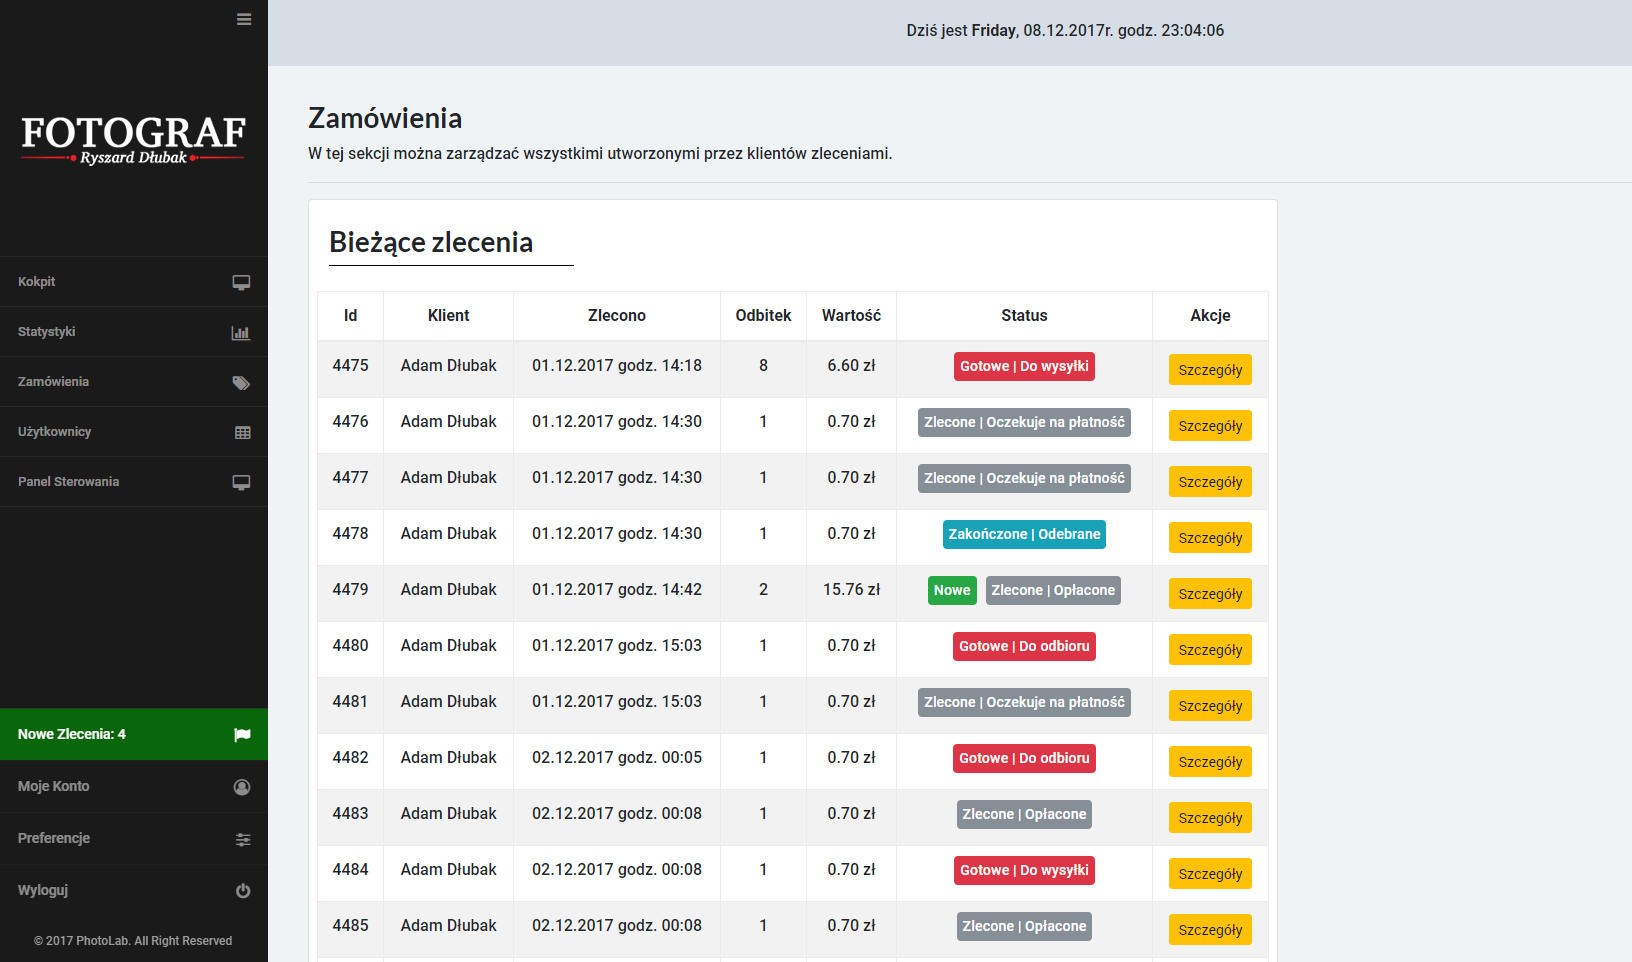 Dziś jest Friday, 08.12.2017r. godz. 23:04:06
FOTOGRAF
Ryszard Dłubak
Kokpit
Statystyki
Zamówienia
Użytkownicy
Panel Sterowania
Nowe Zlecenia: 4
Moje Konto
Preferencje
Wyloguj
© 2017 PhotoLab. All Right Reserved
Zamówienia
W tej sekcji można zarządzać wszystkimi utworzonymi przez klientów zleceniami.
Bieżące zlecenia
Id Klient Zlecono Odbitek Wartość Status Akcje
4475 Adam Dłubak 01.12.2017 godz. 14:18 8 6.60 zł Gotowe | Do wysyłki Szczegóły
4476 Adam Dłubak 01.12.2017 godz. 14:30 1 0.70 zł Zlecone | Oczekuje na płatność Szczegóły
4477 Adam Dłubak 01.12.2017 godz. 14:30 1 0.70 zł Zlecone | Oczekuje na płatność Szczegóły
4478 Adam Dłubak 01.12.2017 godz. 14:30 1 0.70 zł Zakończone | Odebrane Szczegóły
4479 Adam Dłubak 01.12.2017 godz. 14:42 2 15.76 zł Nowe Zlecone | Opłacone Szczegóły
4480 Adam Dłubak 01.12.2017 godz. 15:03 1 0.70 zł Gotowe | Do odbioru Szczegóły
4481 Adam Dłubak 01.12.2017 godz. 15:03 1 0.70 zł Zlecone | Oczekuje na płatność Szczegóły
4482 Adam Dłubak 02.12.2017 godz. 00:05 1 0.70 zł Gotowe | Do odbioru Szczegóły
4483 Adam Dłubak 02.12.2017 godz. 00:08 1 0.70 zł Zlecone | Opłacone Szczegóły
4484 Adam Dłubak 02.12.2017 godz. 00:08 1 0.70 zł Gotowe | Do wysyłki Szczegóły
4485 Adam Dłubak 02.12.2017 godz. 00:08 1 0.70 zł Zlecone | Opłacone Szczegóły